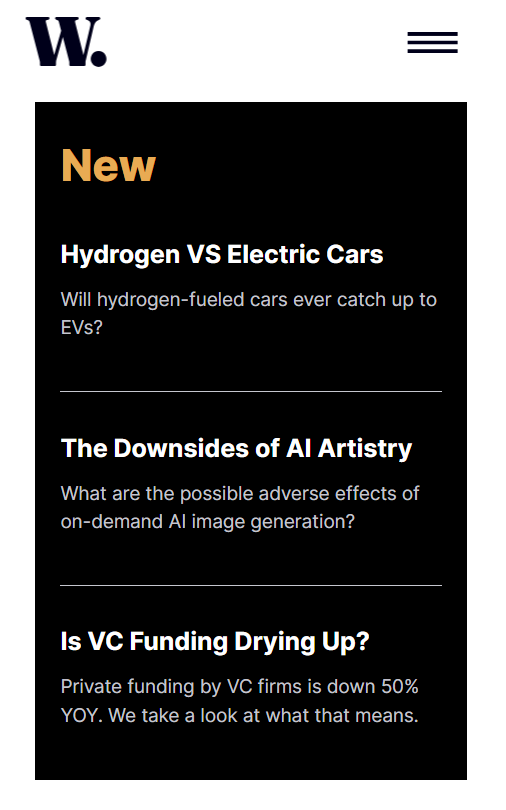 W.
New
Hydrogen VS Electric Cars
Will hydrogen-fueled cars ever catch up to
EVs?
The Downsides of AI Artistry
What are the possible adverse effects of
on-demand AI image generation?
Is VC Funding Drying Up?
Private funding by VC firms is down 50%
YOY. We take a look at what that means.